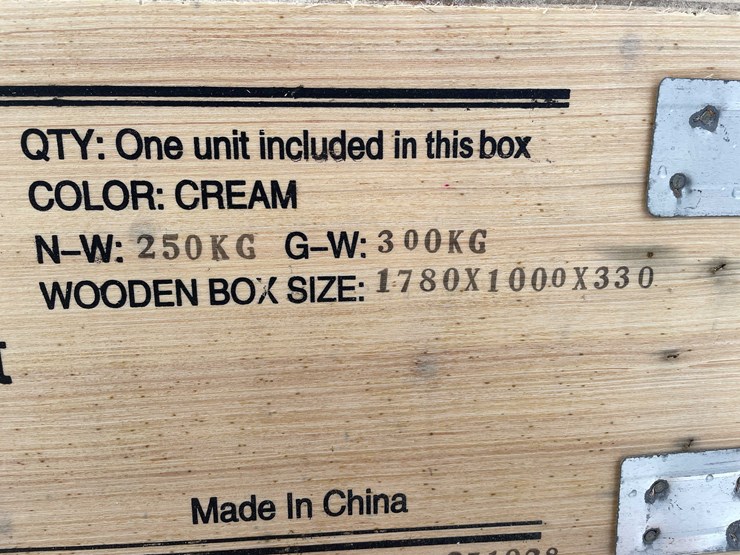 QTY: One unit included in this box
COLOR: CREAM
N-W: 250KG G-W: 300KG
WOODEN BOX SIZE: 1780X1000X330
Made In China